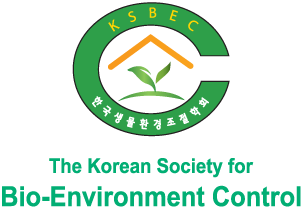 KSBEC
한국생물환경조절학회
The Korean Society for
Bio-Environment Control